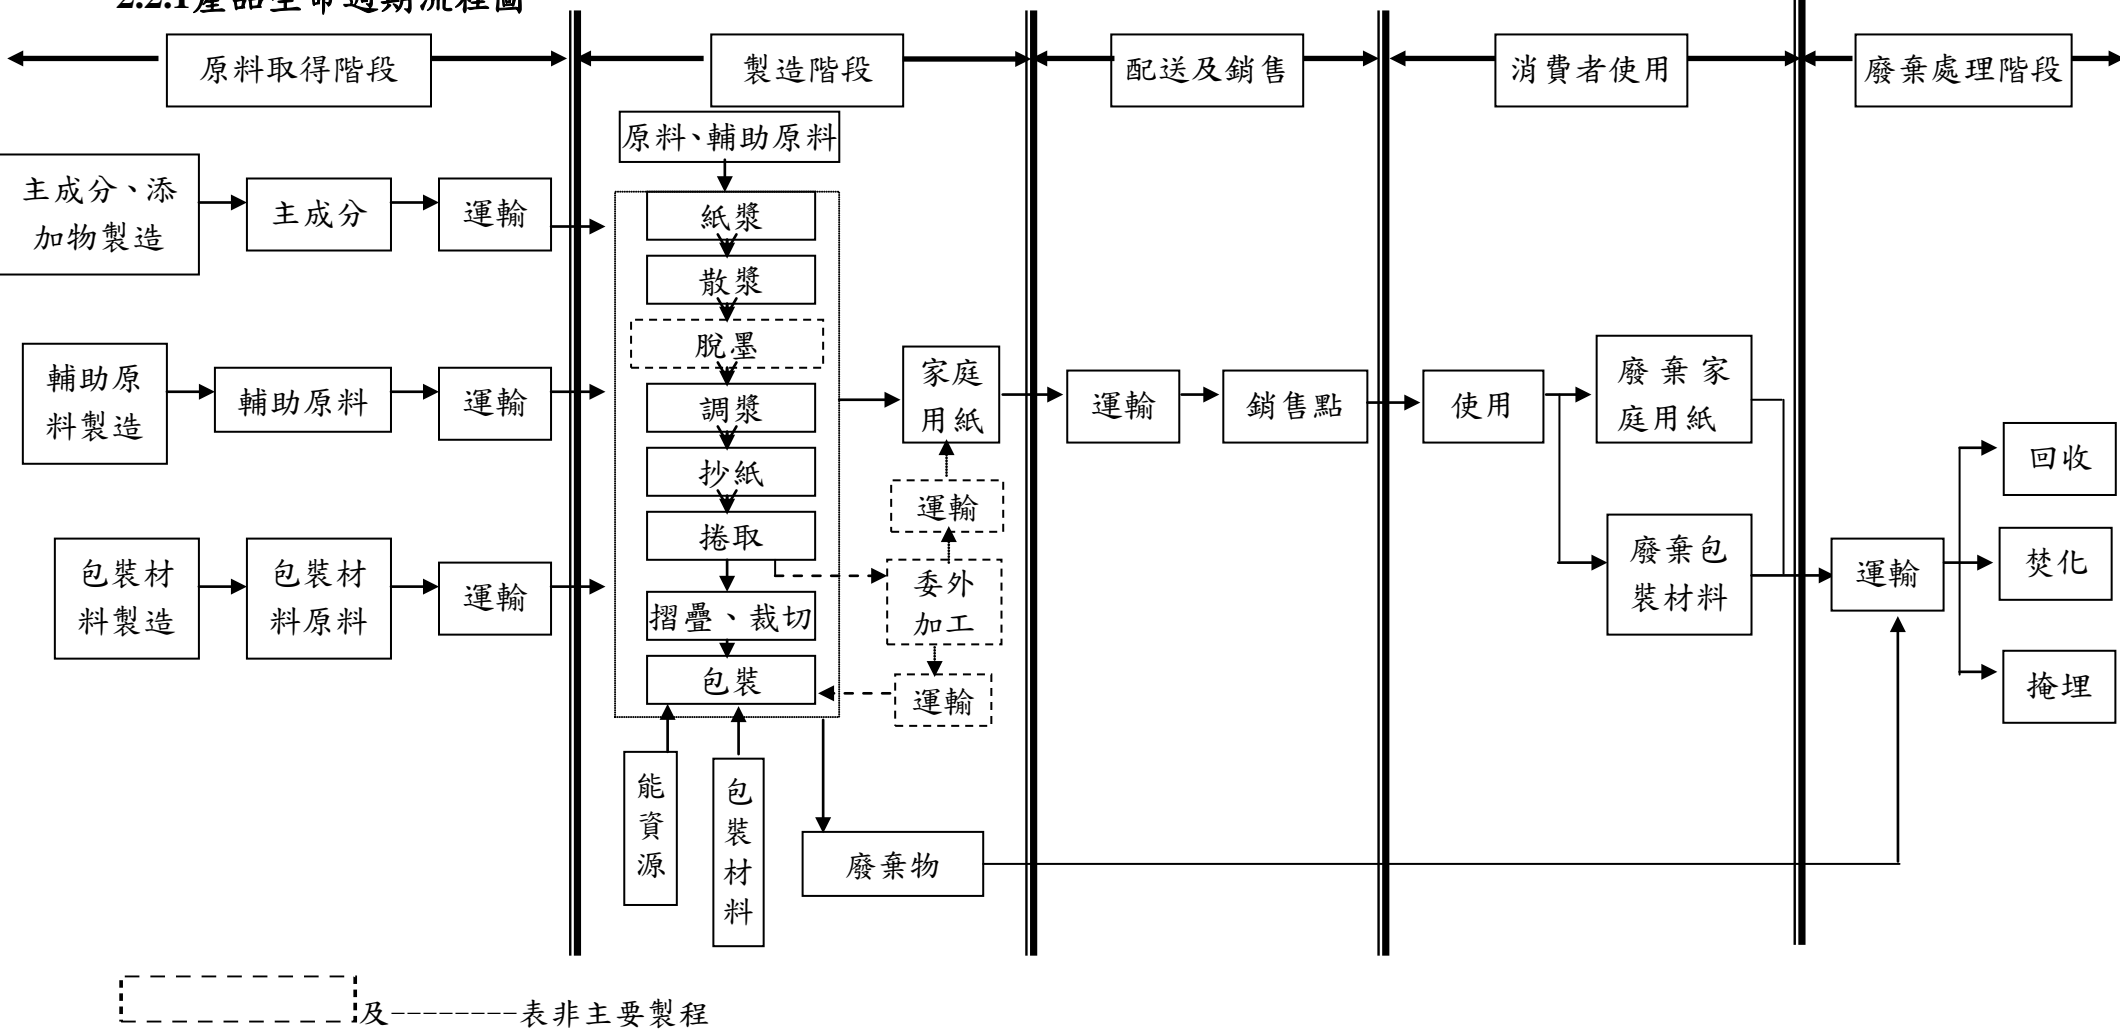 2.2.1產品生命週期流程圖
原料取得階段
製造階段
配送及銷售
消費者使用
廢棄處理階段
主成分、添
加物製造
主成分
運輸
輔助原
料製造
輔助原料
運輸
包裝材
料製造
包裝材
料原料
運輸
原料、輔助原料
紙漿
散漿
脫墨
調漿
抄紙
捲取
摺疊、裁切
包裝
能資源
包裝材料
廢棄物
家庭
用紙
運輸
委外
加工
運輸
運輸
銷售點
使用
廢棄家
庭用紙
廢棄包
裝材料
運輸
回收
焚化
掩埋
及--------表非主要製程